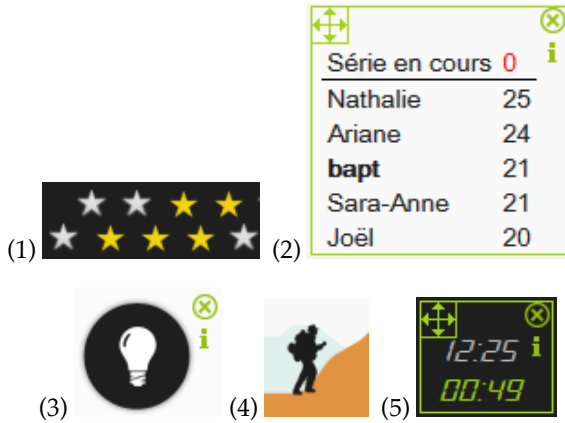 Série en cours 0
Nathalie 25
Ariane 24
bapt 21
Sara-Anne 21
Joël 20
(1) (2)
i
i
i
12:25
00:49
(3) (4) (5)